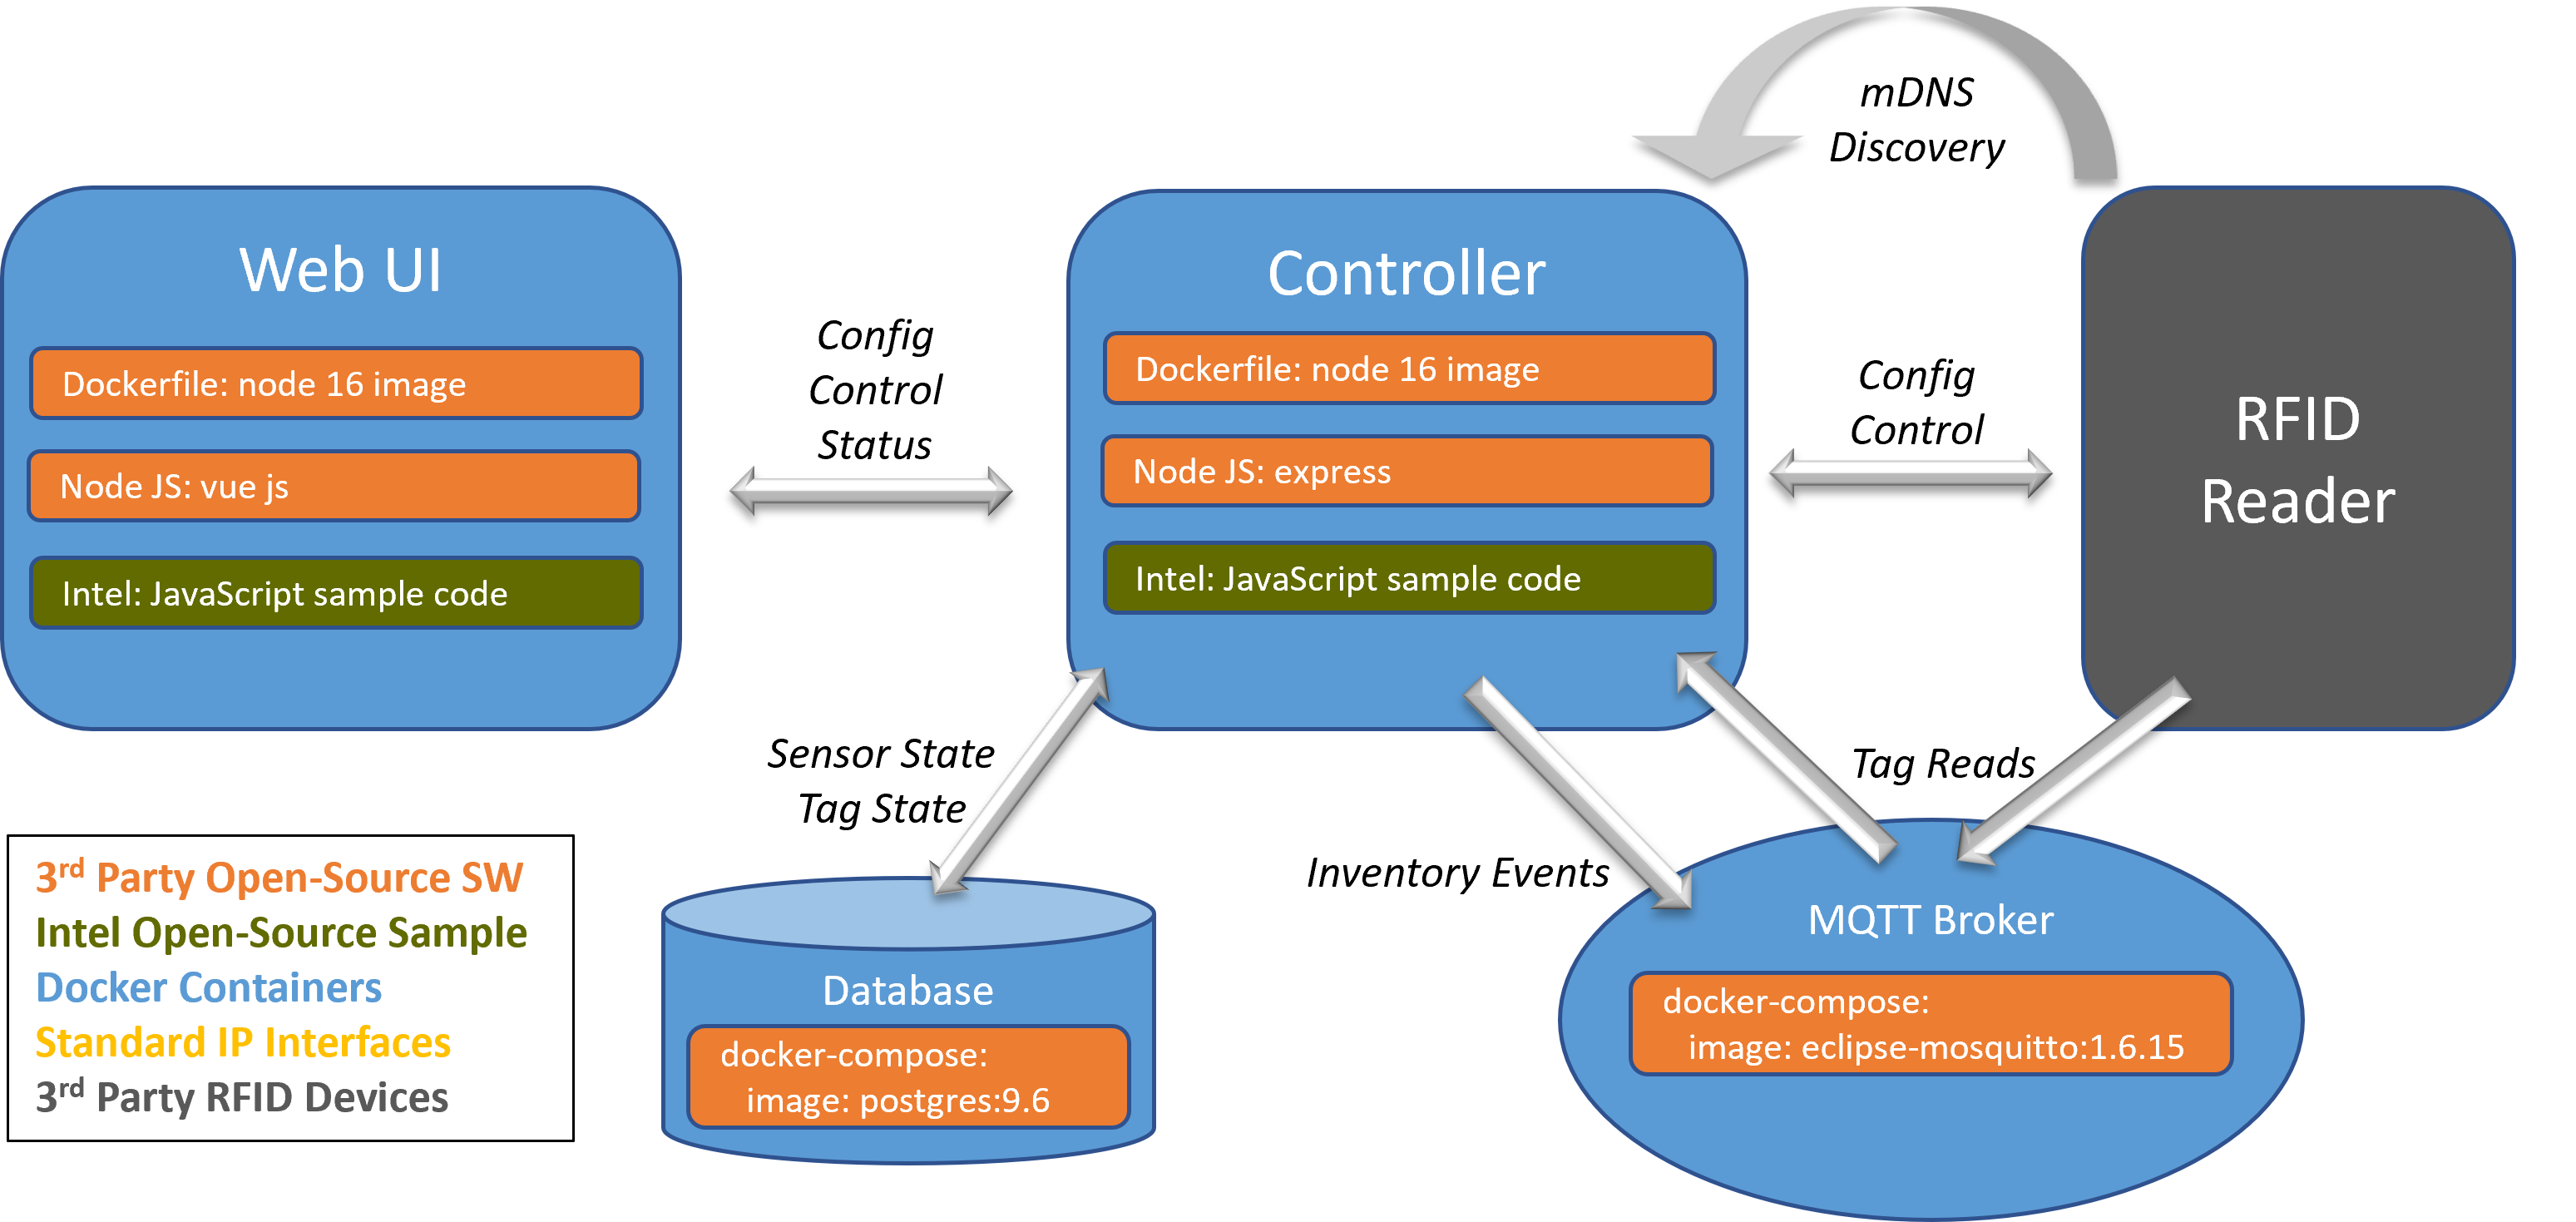 mDNS
Discovery
Web UI
Dockerfile: node 16 image
Node JS: vue js
Intel: JavaScript sample code
Config
Control
Status
Controller
Dockerfile: node 16 image
Node JS: express
Intel: JavaScript sample code
Config
Control
RFID
Reader
Sensor State
Tag State
Inventory Events
Tag Reads
3rd Party Open-Source SW
Intel Open-Source Sample
Docker Containers
Standard IP Interfaces
3rd Party RFID Devices
Database
docker-compose:
image: postgres:9.6
MQTT Broker
docker-compose:
image: eclipse-mosquitto:1.6.15